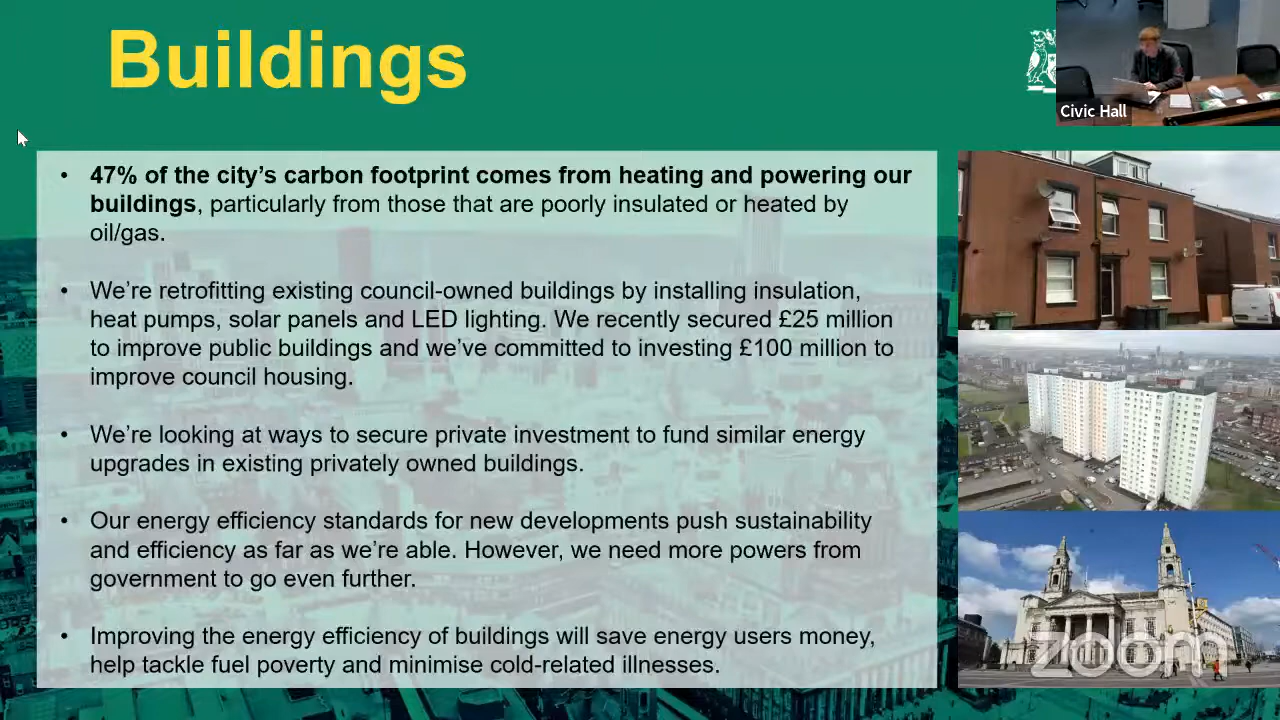 Buildings
Civic Hall
• 47% of the city's carbon footprint comes from heating and powering our
buildings, particularly from those that are poorly insulated or heated by
oil/gas.
• We're retrofitting existing council-owned buildings by installing insulation,
heat pumps, solar panels and LED lighting. We recently secured £25 million
to improve public buildings and we've committed to investing £100 million to
improve council housing.
• We're looking at ways to secure private investment to fund similar energy
upgrades in existing privately owned buildings.
• Our energy efficiency standards for new developments push sustainability
and efficiency as far as we're able. However, we need more powers from
government to go even further.
• Improving the energy efficiency of buildings will save energy users money,
help tackle fuel poverty and minimise cold-related illnesses.
zoom